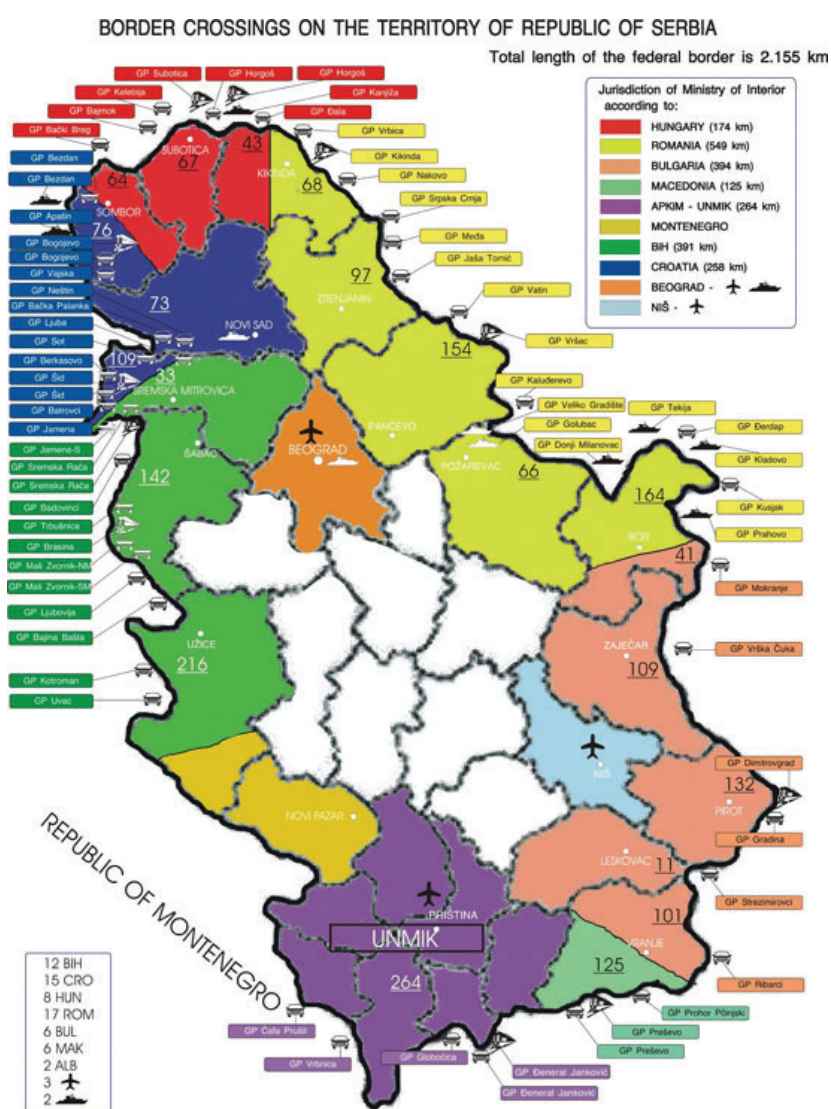 BORDER CROSSINGS ON THE TERRITORY OF REPUBLIC OF SERBIA
Total length of the federal border is 2.155 km
Jurisdiction of Ministry of Interior
according to:
HUNGARY (174 km)
ROMANIA (549 km)
BULGARIA (394 km)
MACEDONIA (125 km)
APKIM - UNMIK (264 km)
MONTENEGRO
BiH (391 km)
CROATIA (258 km)
BEOGRAD -
NIŠ -
GP Subotica
GP Horgoš
GP Horgoš
GP Kelebija
GP Kanjiža
GP Bajmok
GP Đala
GP Bački Breg
GP Vrbica
GP Bezdan
GP Kikinda
GP Bezdan
GP Nakovo
GP Apatin
GP Srpska Crnja
GP Bogojevo
GP Međa
GP Bogojevo
GP Jaša Tomić
GP Vajska
GP Neštin
GP Vatin
GP Bačka Palanka
GP Ljuba
GP Vršac
GP Sot
GP Berkasovo
GP Kaluđerevo
GP Šid
GP Šid
GP Veliko Gradište
GP Tekija
GP Batrovci
GP Golubac
GP Đerdap
GP Jamena
GP Donji Milanovac
GP Kladovo
GP Jamena-S
GP Sremska Rača
GP Sremska Rača
GP Kusjak
GP Badovinci
GP Prahovo
GP Trbušnica
GP Brasina
GP Mali Zvornik-NM
GP Mokranje
GP Mali Zvornik-SM
GP Ljubovija
GP Bajina Bašta
GP Vrška Čuka
GP Kotroman
GP Uvac
GP Dimitrovgrad
GP Gradina
GP Strezimirovci
GP Ribarci
GP Prohor Pčinjski
GP Preševo
GP Preševo
GP Ćafa Prušit
GP Vrbnica
GP Globočica
GP Đeneral Janković
GP Đeneral Janković
SUBOTICA
67
43
KIKINDA
68
64
SOMBOR
76
73
NOVI SAD
97
ZRENJANIN
109
33
SREMSKA MITROVICA
154
PANČEVO
BEOGRAD
ŠABAC
142
POŽAREVAC
66
164
BOR
41
UŽICE
216
ZAJEČAR
109
NIŠ
132
PIROT
NOVI PAZAR
LESKOVAC
11
101
VRANJE
125
PRIŠTINA
UNMIK
264
REPUBLIC OF MONTENEGRO
12 BIH
15 CRO
8 HUN
17 ROM
6 BUL
6 MAK
2 ALB
3
2